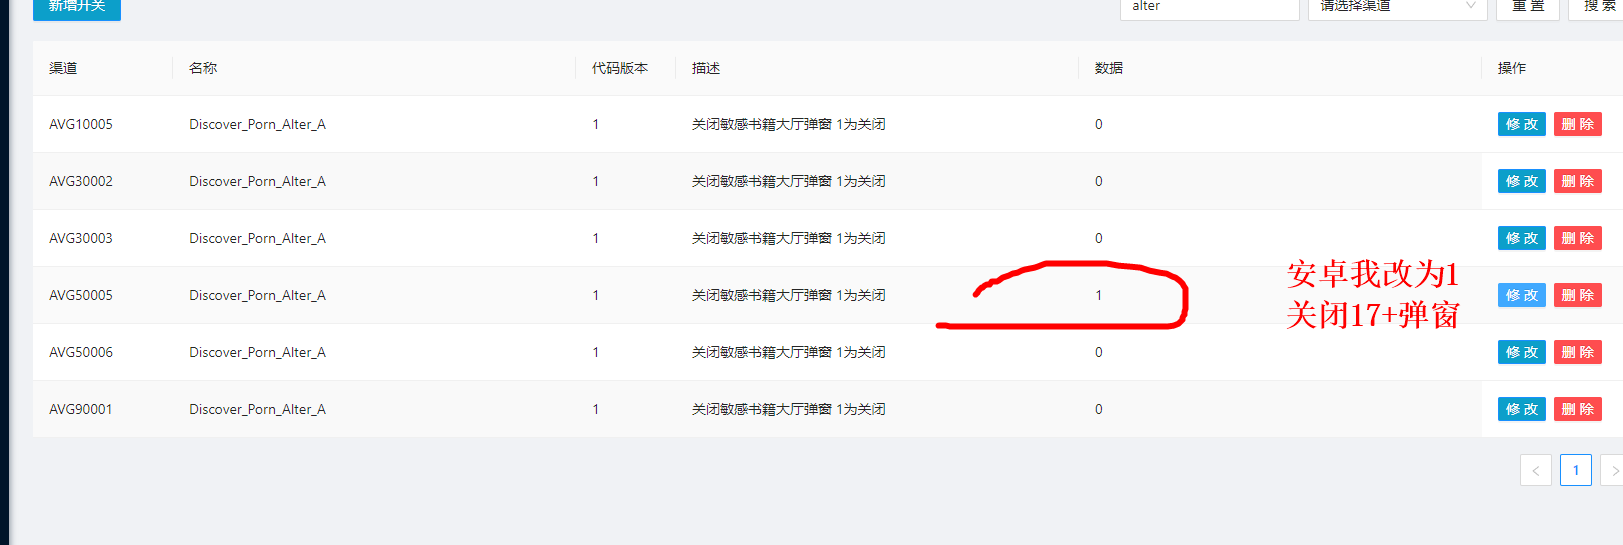 新增开关
alter
请选择渠道
重 置
搜 索
渠道 名称 代码版本 描述 数据 操作
AVG10005 Discover_Porn_Alter_A 1 关闭敏感书籍大厅弹窗 1为关闭 0 修 改 删 除
AVG30002 Discover_Porn_Alter_A 1 关闭敏感书籍大厅弹窗 1为关闭 0 修 改 删 除
AVG30003 Discover_Porn_Alter_A 1 关闭敏感书籍大厅弹窗 1为关闭 0 修 改 删 除
AVG50005 Discover_Porn_Alter_A 1 关闭敏感书籍大厅弹窗 1为关闭 1 修 改 删 除
安卓我改为1
关闭17+弹窗
AVG50006 Discover_Porn_Alter_A 1 关闭敏感书籍大厅弹窗 1为关闭 0 修 改 删 除
AVG90001 Discover_Porn_Alter_A 1 关闭敏感书籍大厅弹窗 1为关闭 0 修 改 删 除
< 1 >